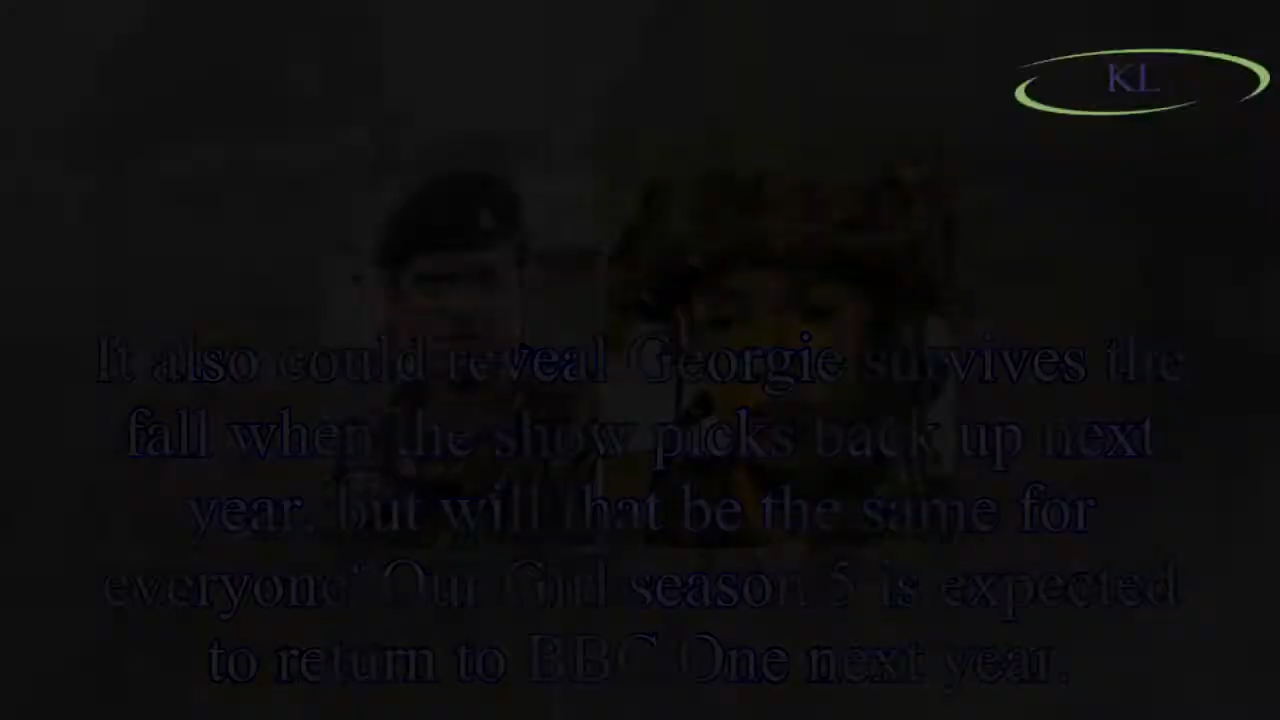 KL
It also could reveal Georgie survives the
fall when the show picks back up next
year, but will that be the same for
everyone" Our Girl season 5 is expected
to return to BBC One next year.